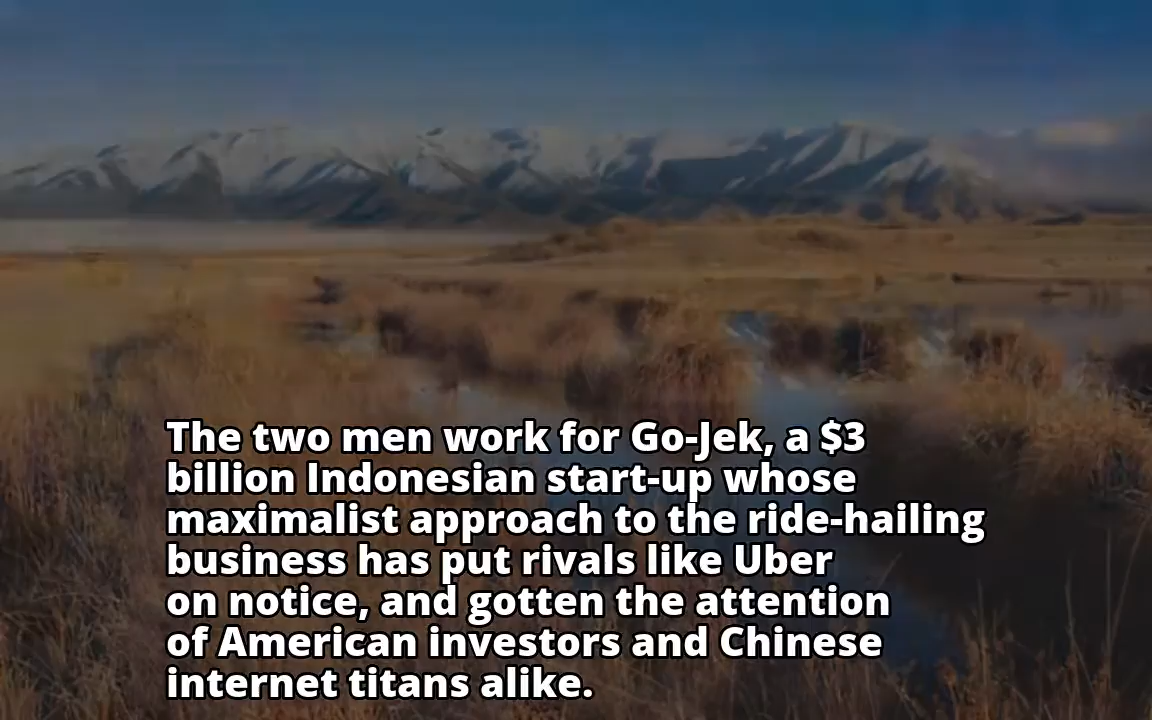 The two men work for Go-Jek, a $3
billion Indonesian start-up whose
maximalist approach to the ride-hailing
business has put rivals like Uber
on notice, and gotten the attention
of American investors and Chinese
internet titans alike.